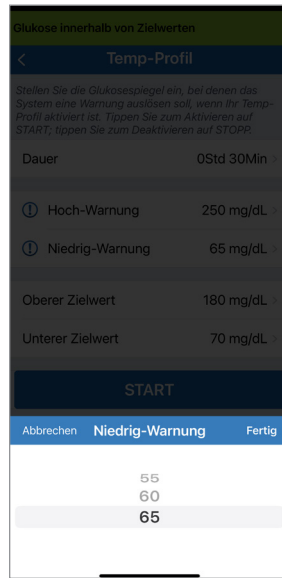 Glukose innerhalb von Zielwerten
Temp-Profil
Stellen Sie die Glukosespiegel ein, bei denen das
System eine Warnung auslösen soll, wenn Ihr Temp-
Profil aktiviert ist. Tippen Sie zum Aktivieren auf
START; tippen Sie zum Deaktivieren auf STOPP.
Dauer 0Std 30Min
Hoch-Warnung 250 mg/dL
Niedrig-Warnung 65 mg/dL
Oberer Zielwert 180 mg/dL
Unterer Zielwert 70 mg/dL
START
Abbrechen Niedrig-Warnung Fertig
55
60
65